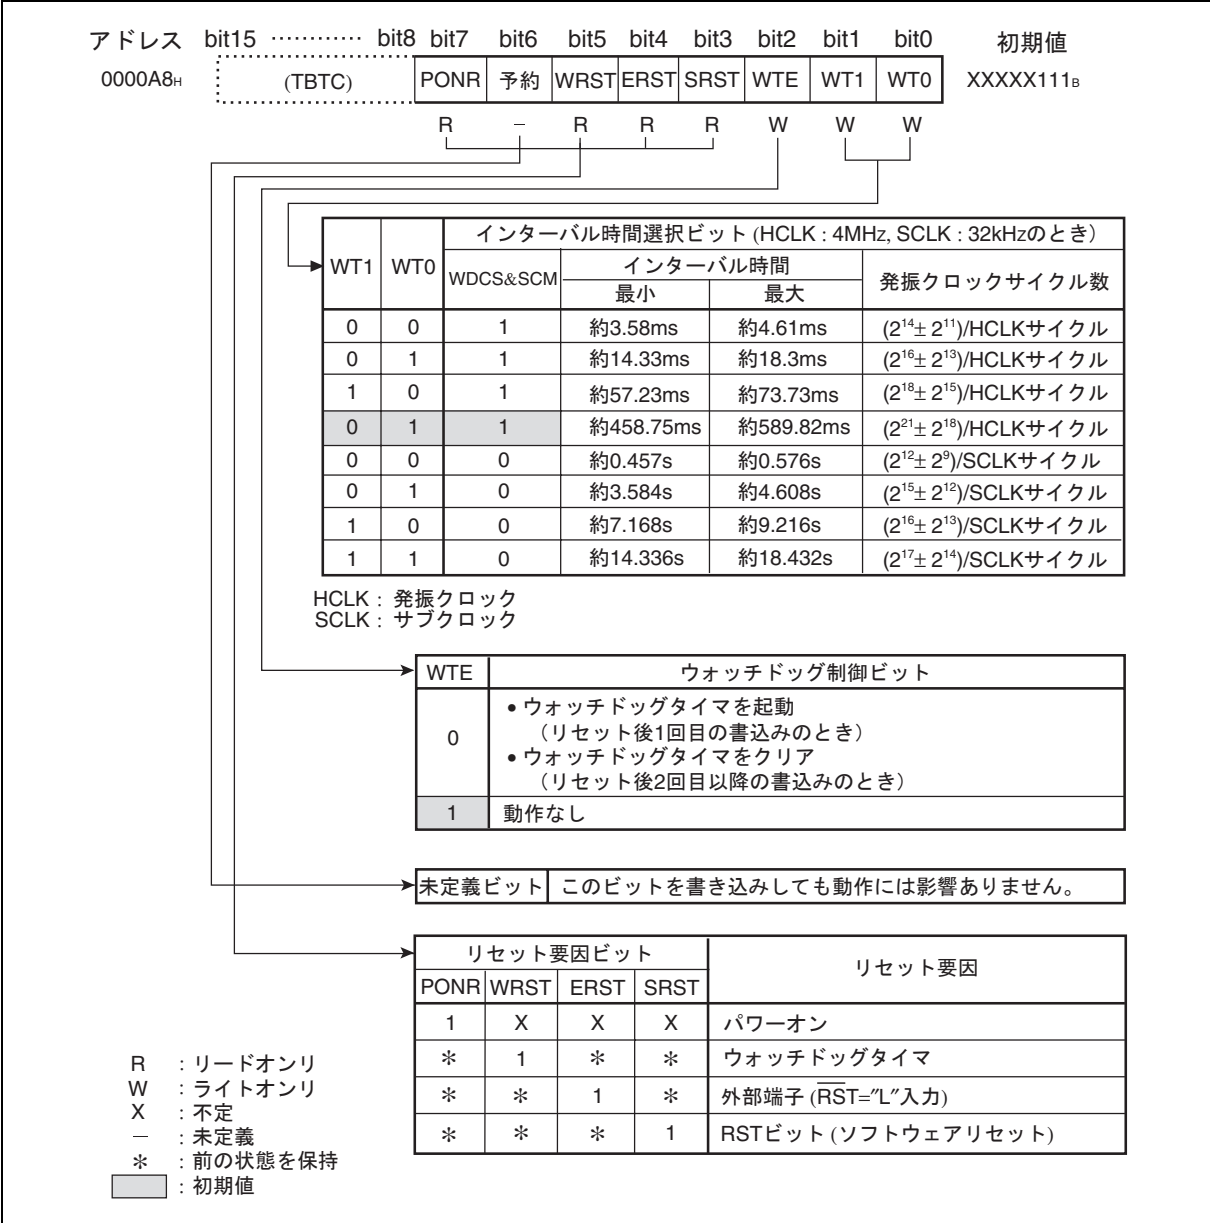 アドレス bit15 ………… bit8 bit7 bit6 bit5 bit4 bit3 bit2 bit1 bit0 初期値
0000A8H (TBTC) PONR 予約 WRST ERST SRST WTE WT1 WT0 XXXXX111B
R − R R R W W W
インターバル時間選択ビット (HCLK : 4MHz, SCLK : 32kHzのとき)
WT1 WT0 WDCS&SCM インターバル時間 発振クロックサイクル数
最小 最大
0 0 1 約3.58ms 約4.61ms (2¹⁴± 2¹¹)/HCLKサイクル
0 1 1 約14.33ms 約18.3ms (2¹⁶± 2¹³)/HCLKサイクル
1 0 1 約57.23ms 約73.73ms (2¹⁸± 2¹⁵)/HCLKサイクル
0 1 1 約458.75ms 約589.82ms (2²¹± 2¹⁸)/HCLKサイクル
0 0 0 約0.457s 約0.576s (2¹²± 2⁹)/SCLKサイクル
0 1 0 約3.584s 約4.608s (2¹⁵± 2¹²)/SCLKサイクル
1 0 0 約7.168s 約9.216s (2¹⁶± 2¹³)/SCLKサイクル
1 1 0 約14.336s 約18.432s (2¹⁷± 2¹⁴)/SCLKサイクル
HCLK : 発振クロック
SCLK : サブクロック
WTE ウォッチドッグ制御ビット
0 • ウォッチドッグタイマを起動
（リセット後1回目の書込みのとき）
• ウォッチドッグタイマをクリア
（リセット後2回目以降の書込みのとき）
1 動作なし
未定義ビット このビットを書き込みしても動作には影響ありません。
リセット要因ビット リセット要因
PONR WRST ERST SRST
1 X X X パワーオン
＊ 1 ＊ ＊ ウォッチドッグタイマ
＊ ＊ 1 ＊ 外部端子 (R̅S̅T̅=″L″入力)
＊ ＊ ＊ 1 RSTビット (ソフトウェアリセット)
R : リードオンリ
W : ライトオンリ
X : 不定
− : 未定義
＊ : 前の状態を保持
: 初期値